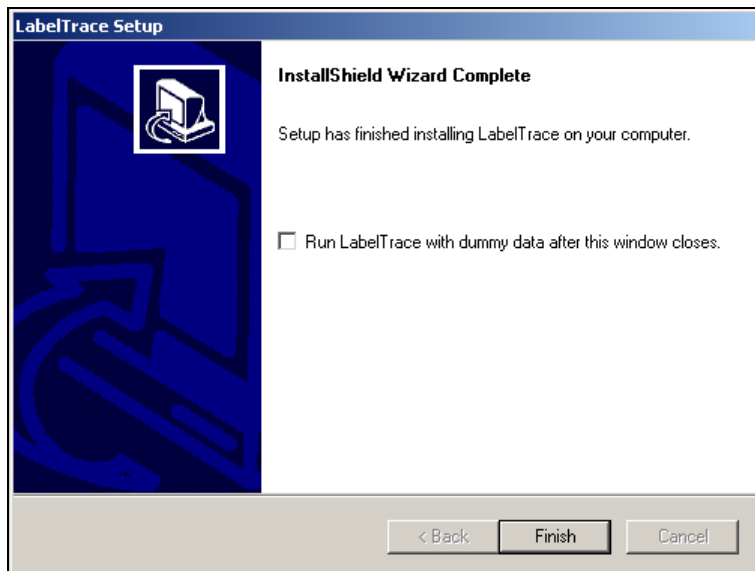 LabelTrace Setup
InstallShield Wizard Complete
Setup has finished installing LabelTrace on your computer.
Run LabelTrace with dummy data after this window closes.
< Back Finish Cancel